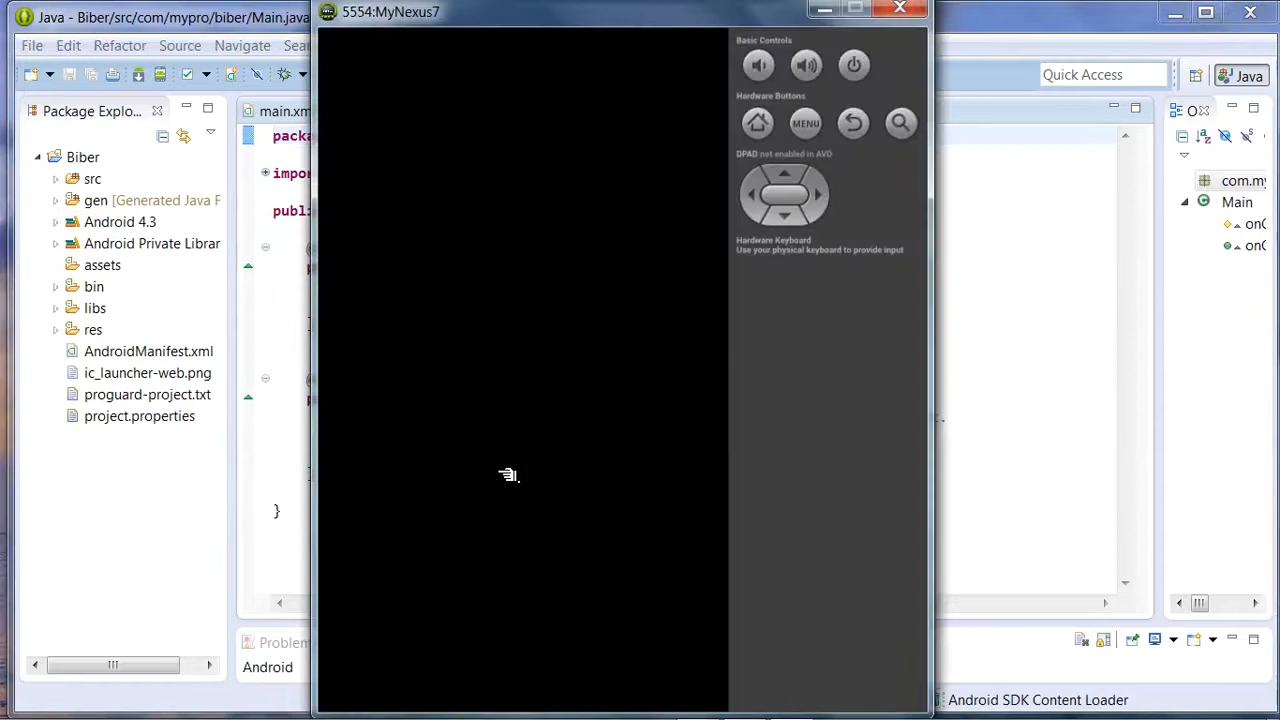 Java - Biber/src/com/mypro/biber/Main.java
5554:MyNexus7
File Edit Refactor Source Navigate Sear
Quick Access
Java
Package Explo...
Biber
src
gen [Generated Java F
Android 4.3
Android Private Librar
assets
bin
libs
res
AndroidManifest.xml
ic_launcher-web.png
proguard-project.txt
project.properties
main.xm
packa
impor
publi
}
Basic Controls
Hardware Buttons
MENU
DPAD not enabled in AVD
Hardware Keyboard
Use your physical keyboard to provide input
O
com.my
Main
onC
onC
Problem
Android
Android SDK Content Loader